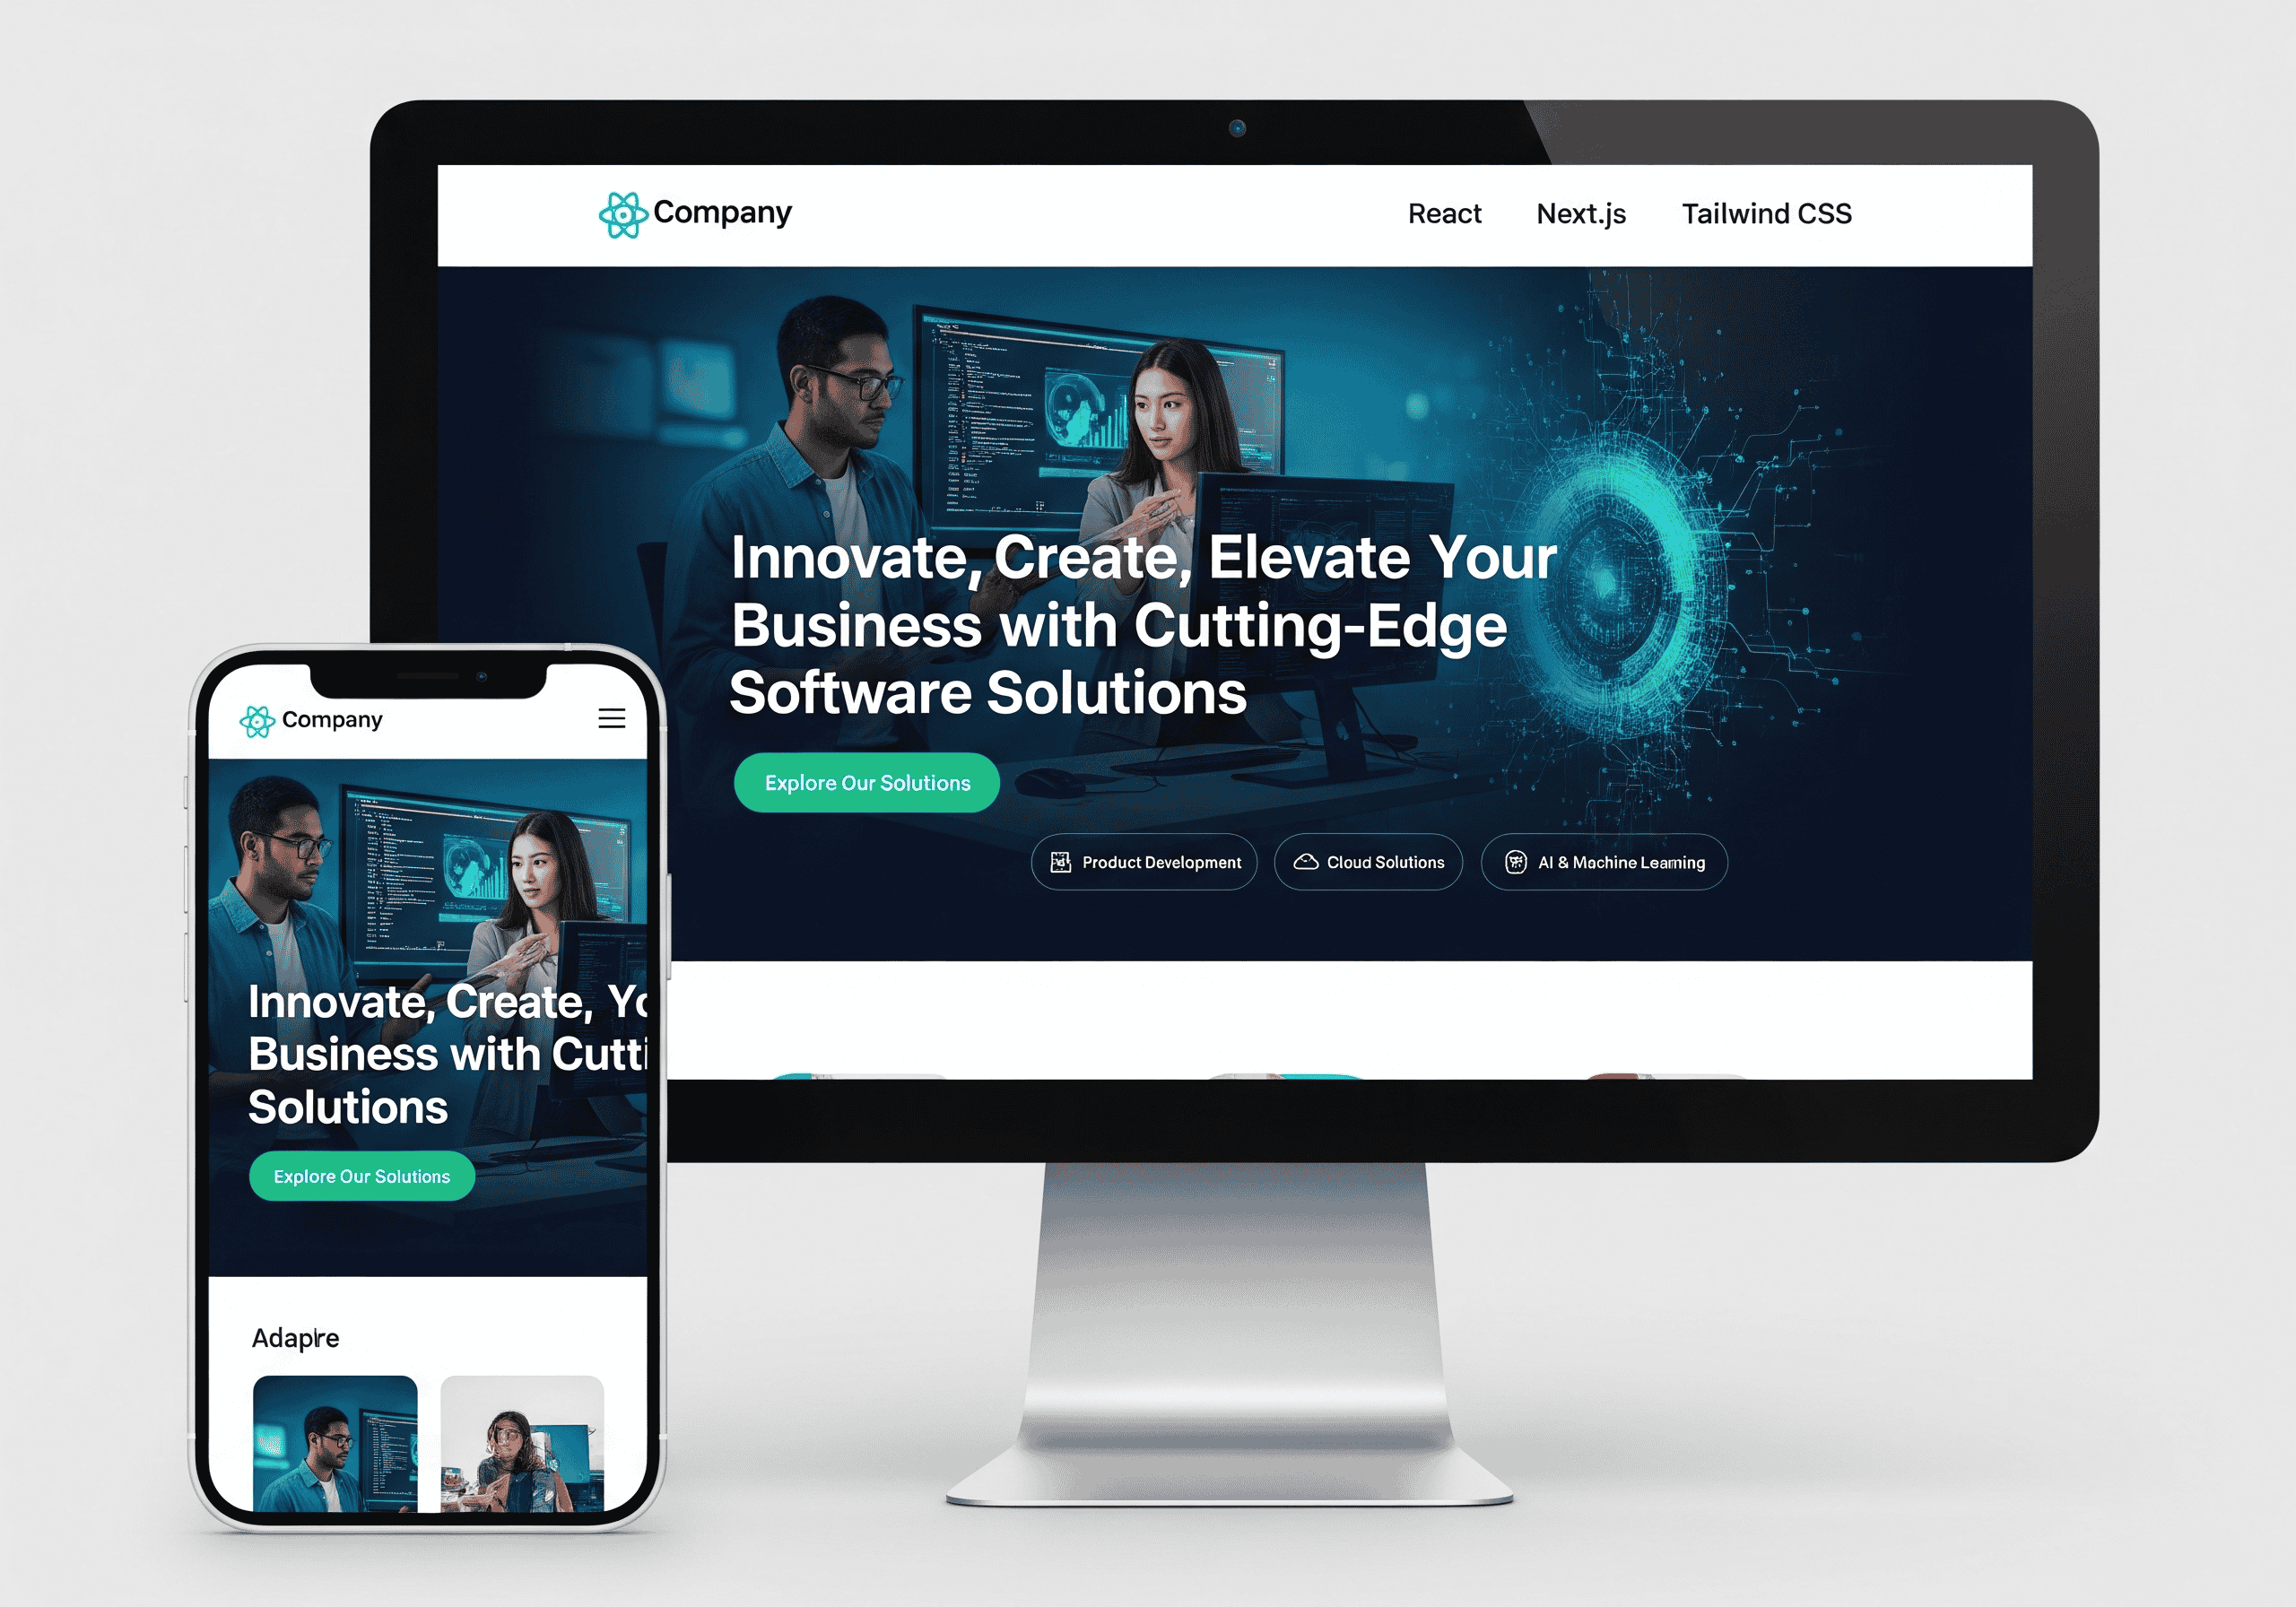 Company
React Next.js Tailwind CSS
Innovate, Create, Elevate Your
Business with Cutting-Edge
Software Solutions
Explore Our Solutions
Product Development
Cloud Solutions
AI & Machine Learning
Company
Innovate, Create, Yo
Business with Cutti
Solutions
Explore Our Solutions